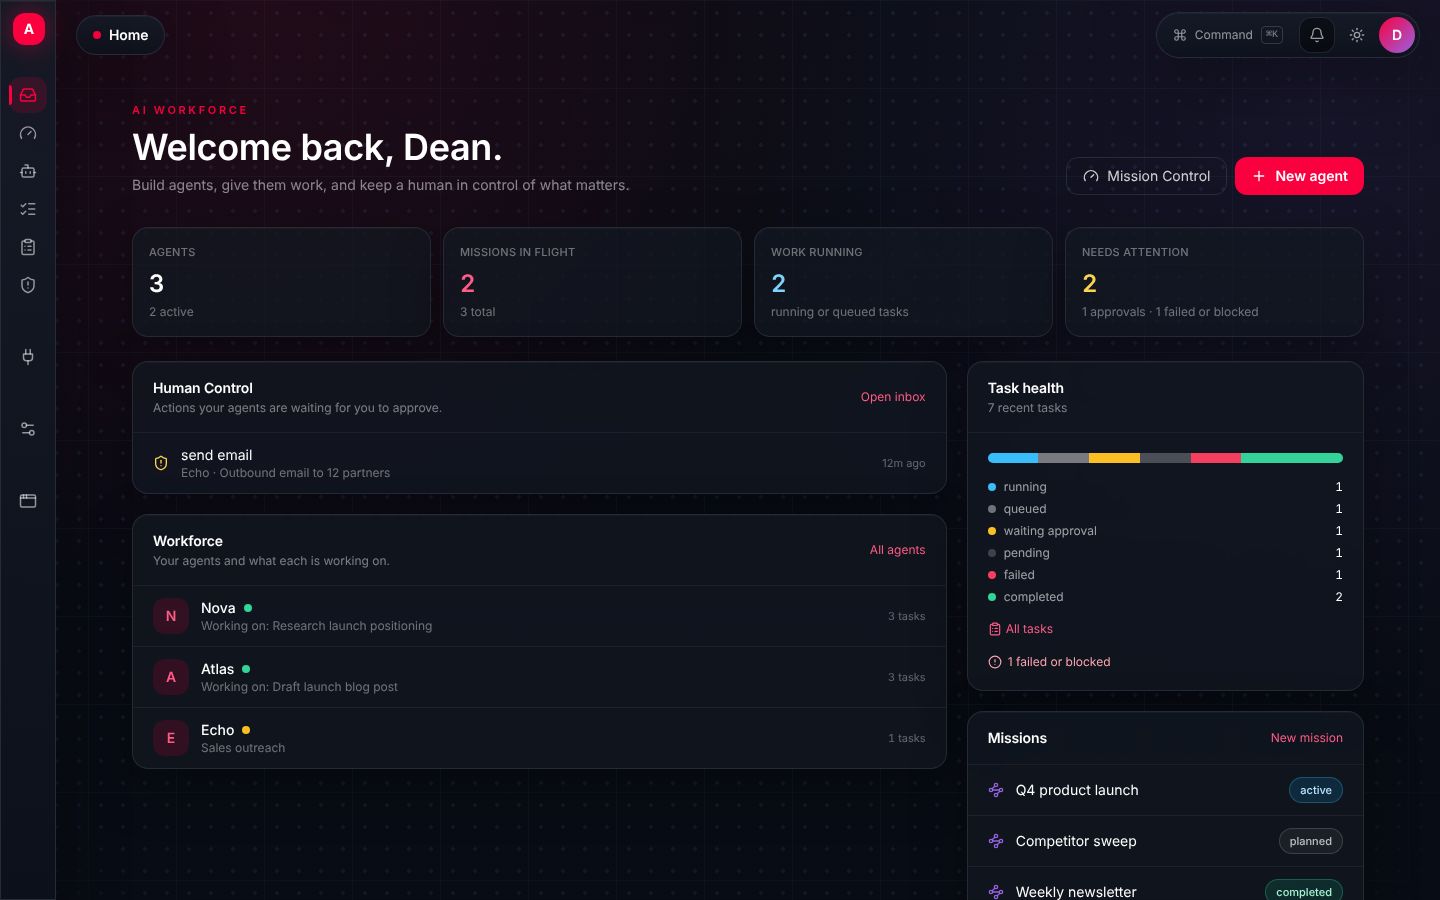 A
Home
Command ⌘K
D
AI WORKFORCE
Welcome back, Dean.
Build agents, give them work, and keep a human in control of what matters.
Mission Control
New agent
AGENTS
3
2 active
MISSIONS IN FLIGHT
2
3 total
WORK RUNNING
2
running or queued tasks
NEEDS ATTENTION
2
1 approvals · 1 failed or blocked
Human Control
Actions your agents are waiting for you to approve.
Open inbox
send email
Echo · Outbound email to 12 partners
12m ago
Workforce
Your agents and what each is working on.
All agents
N
Nova
Working on: Research launch positioning
3 tasks
A
Atlas
Working on: Draft launch blog post
3 tasks
E
Echo
Sales outreach
1 tasks
Task health
7 recent tasks
running 1
queued 1
waiting approval 1
pending 1
failed 1
completed 2
All tasks
1 failed or blocked
Missions
New mission
Q4 product launch
active
Competitor sweep
planned
Weekly newsletter
completed